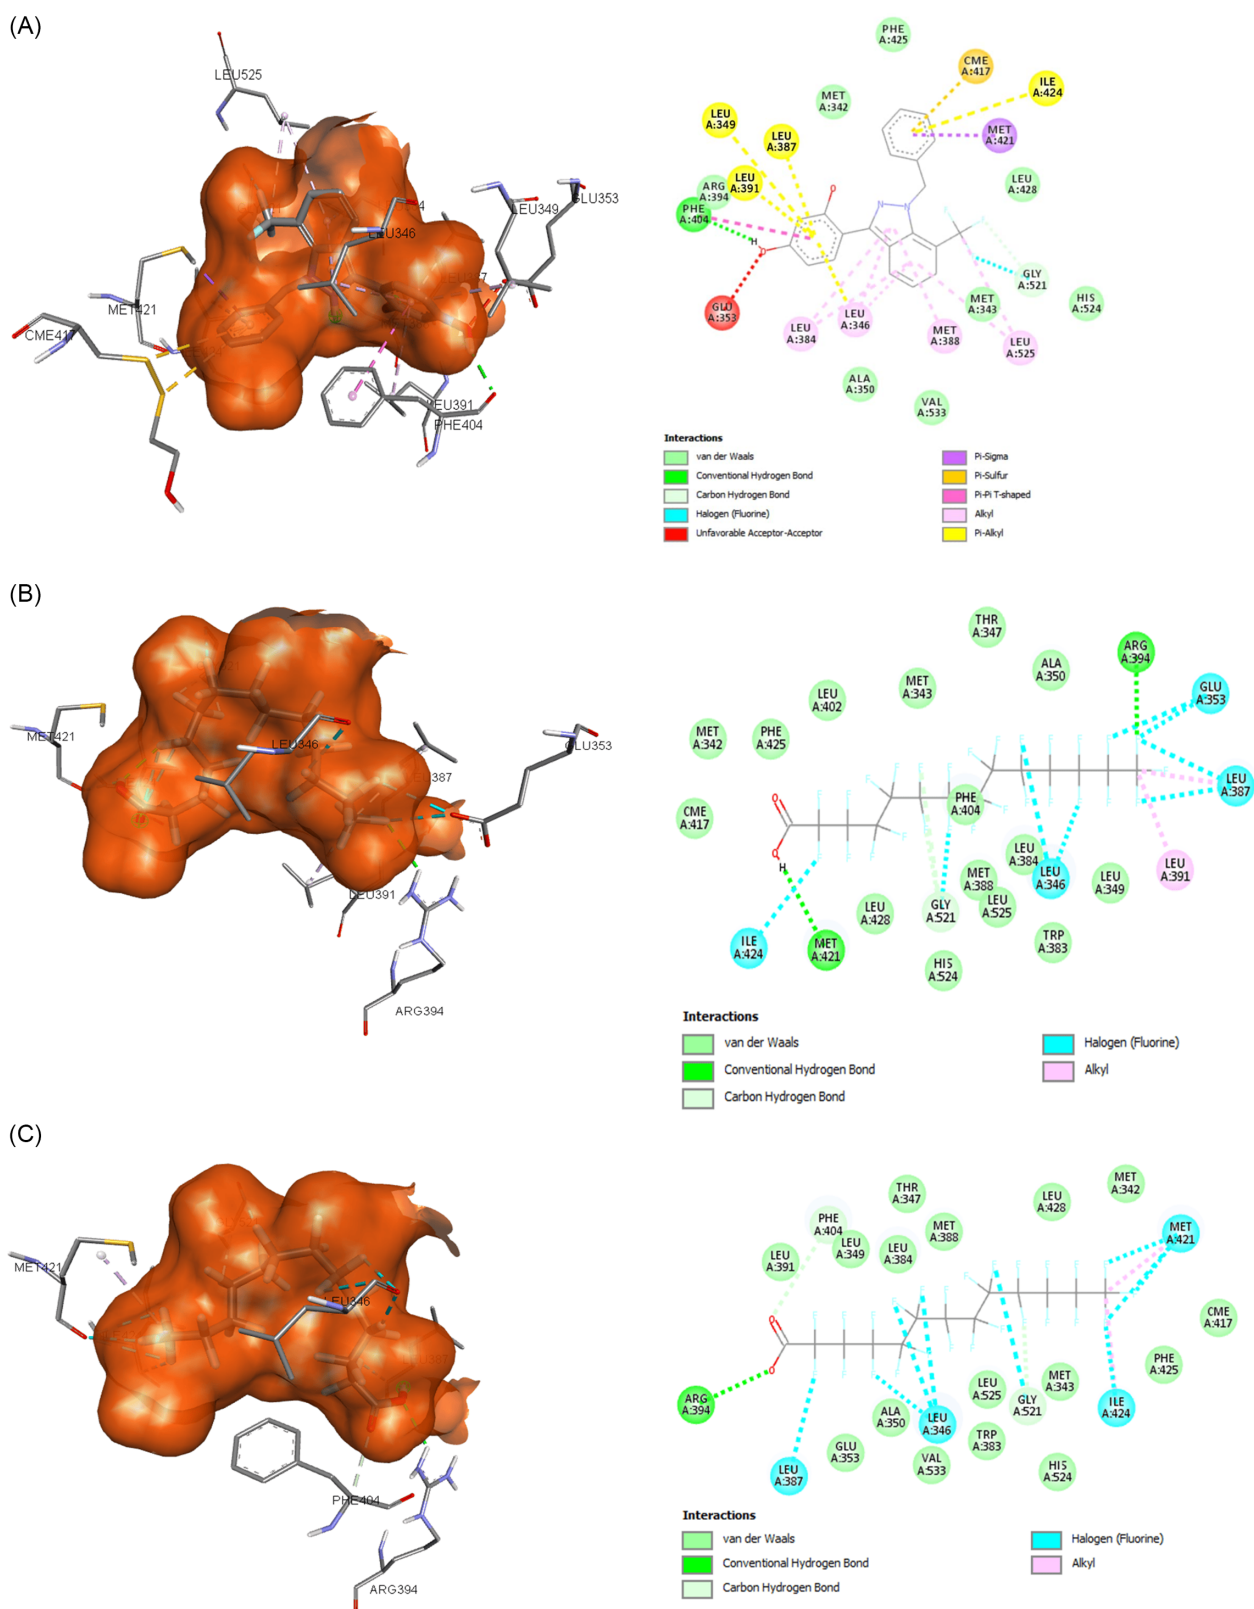 (A)
LEU525
LEU349
GLU353
LEU346
MET421
CME417
LEU391
PHE404
PHE
A:425
CME
A:417
ILE
A:424
MET
A:342
LEU
A:349
LEU
A:387
MET
A:421
LEU
A:391
ARG
A:394
LEU
A:428
PHE
A:404
N
N
H
O
O
GLY
A:521
GLU
A:353
MET
A:343
HIS
A:524
LEU
A:384
LEU
A:346
MET
A:388
LEU
A:525
ALA
A:350
VAL
A:533
Interactions
van der Waals
Conventional Hydrogen Bond
Carbon Hydrogen Bond
Halogen (Fluorine)
Unfavorable Acceptor-Acceptor
Pi-Sigma
Pi-Sulfur
Pi-Pi T-shaped
Alkyl
Pi-Alkyl
(B)
MET421
LEU346
GLU353
LEU391
ARG394
THR
A:347
ARG
A:394
ALA
A:350
GLU
A:353
MET
A:343
LEU
A:402
MET
A:342
PHE
A:425
LEU
A:387
PHE
A:404
CME
A:417
O
O
H
LEU
A:384
LEU
A:346
LEU
A:349
LEU
A:391
MET
A:388
LEU
A:525
LEU
A:428
GLY
A:521
TRP
A:383
ILE
A:424
MET
A:421
HIS
A:524
Interactions
van der Waals
Conventional Hydrogen Bond
Carbon Hydrogen Bond
Halogen (Fluorine)
Alkyl
(C)
MET421
LEU346
PHE404
ARG394
THR
A:347
LEU
A:428
MET
A:342
PHE
A:404
MET
A:388
MET
A:421
LEU
A:391
LEU
A:349
LEU
A:384
CME
A:417
O
O
PHE
A:425
ARG
A:394
LEU
A:525
MET
A:343
GLY
A:521
ILE
A:424
ALA
A:350
LEU
A:346
TRP
A:383
GLU
A:353
VAL
A:533
LEU
A:387
HIS
A:524
Interactions
van der Waals
Conventional Hydrogen Bond
Carbon Hydrogen Bond
Halogen (Fluorine)
Alkyl